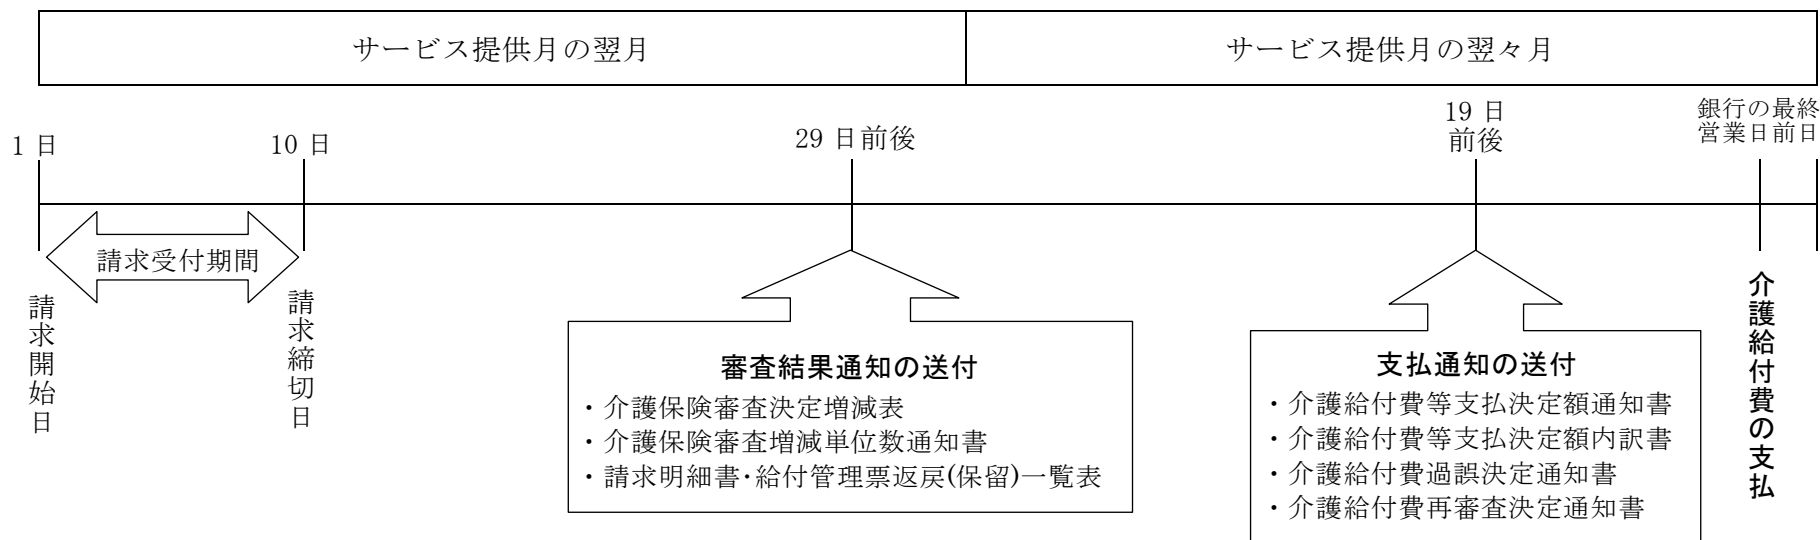 サービス提供月の翌月
サービス提供月の翌々月
1 日
10 日
29 日前後
19 日
前後
銀行の最終
営業日前日
請求受付期間
請求開始日
請求締切日
審査結果通知の送付
・介護保険審査決定増減表
・介護保険審査増減単位数通知書
・請求明細書・給付管理票返戻(保留)一覧表
支払通知の送付
・介護給付費等支払決定額通知書
・介護給付費等支払決定額内訳書
・介護給付費過誤決定通知書
・介護給付費再審査決定通知書
介護給付費の支払